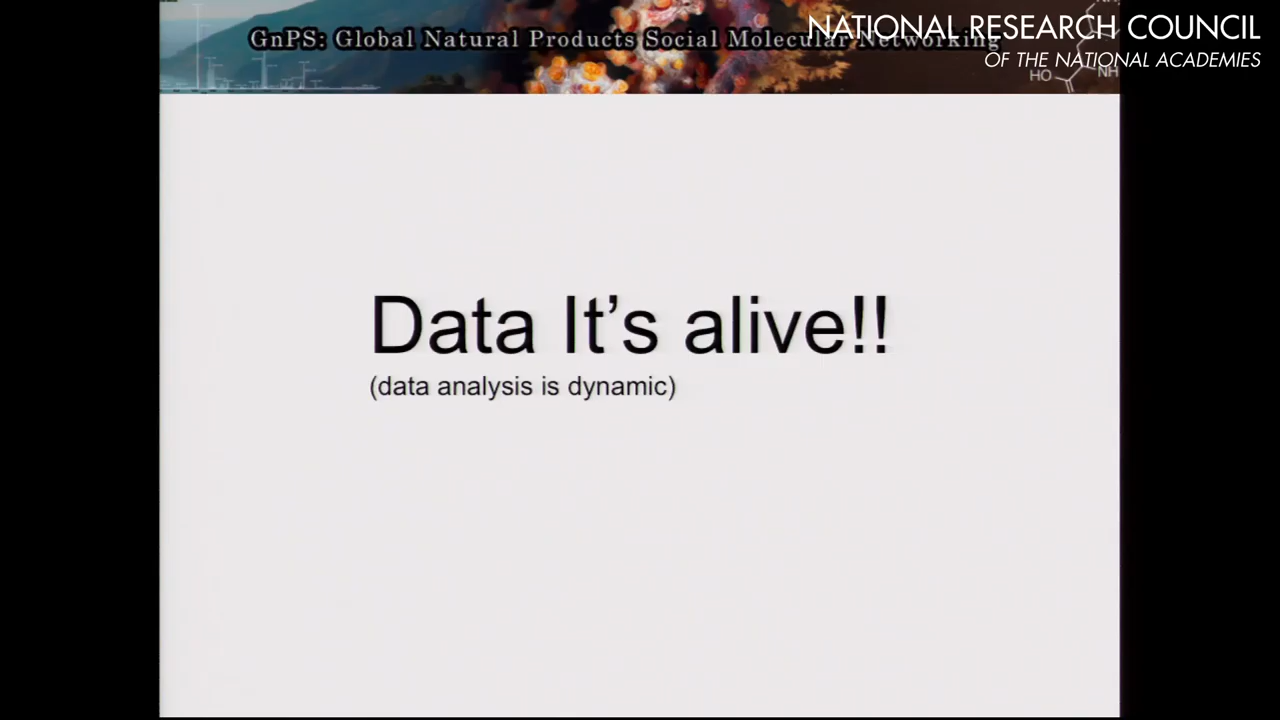 GnPS: Global Natural Products Social Molecular Networking
NATIONAL RESEARCH COUNCIL
OF THE NATIONAL ACADEMIES
HO
NH
Data It’s alive!!
(data analysis is dynamic)